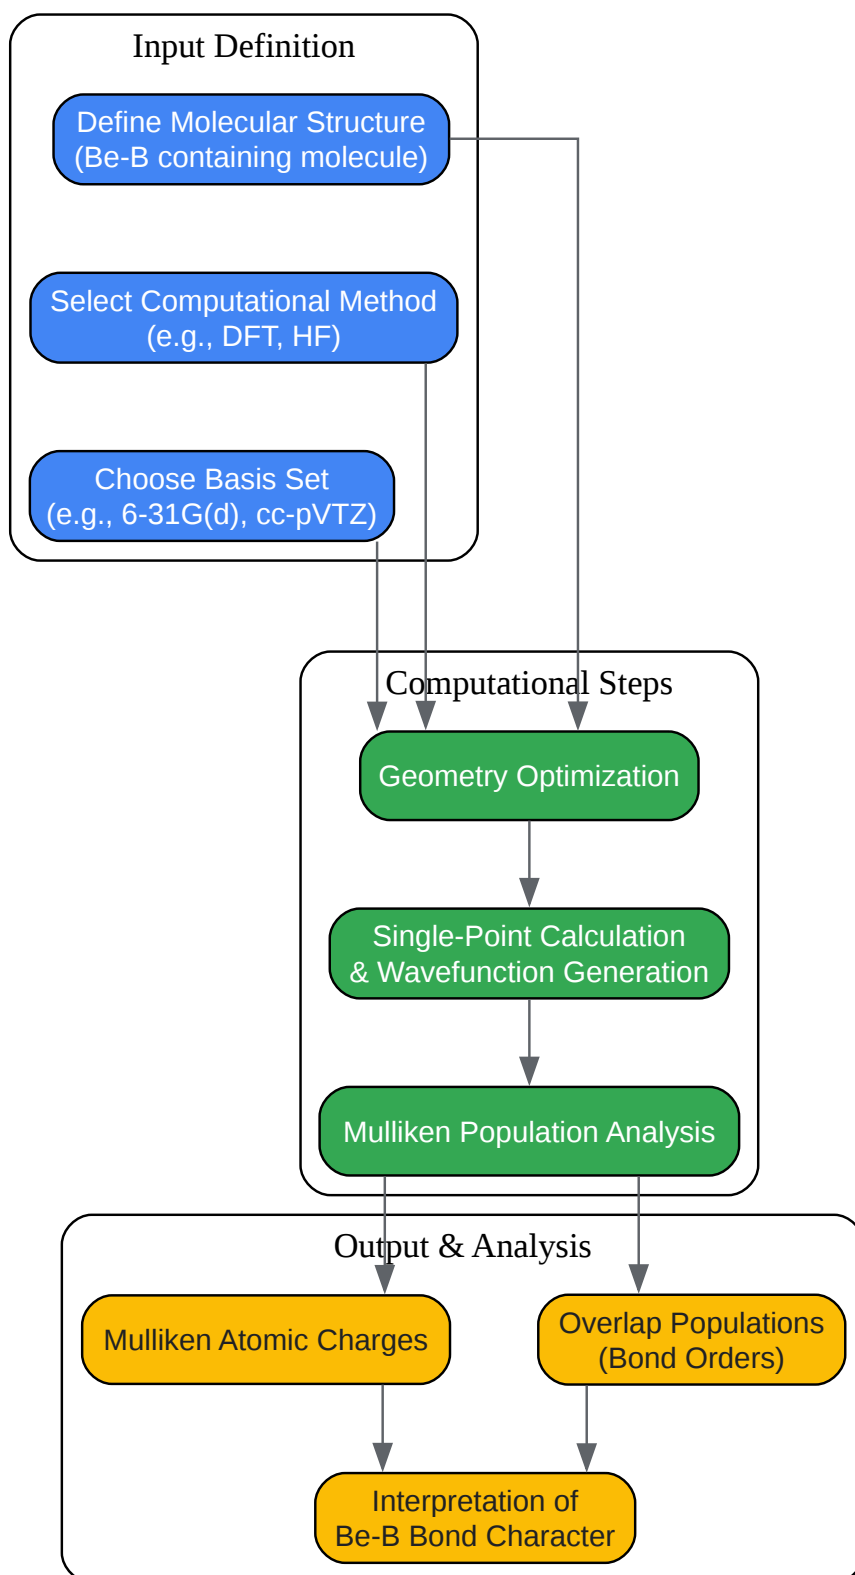 Input Definition
Define Molecular Structure
(Be-B containing molecule)
Select Computational Method
(e.g., DFT, HF)
Choose Basis Set
(e.g., 6-31G(d), cc-pVTZ)
Computational Steps
Geometry Optimization
Single-Point Calculation
& Wavefunction Generation
Mulliken Population Analysis
Output & Analysis
Mulliken Atomic Charges
Overlap Populations
(Bond Orders)
Interpretation of
Be-B Bond Character